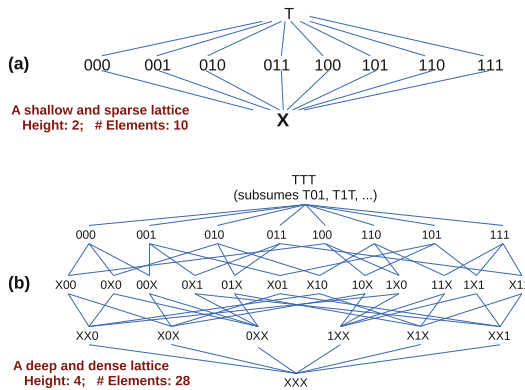 T
(a)
000 001 010 011 100 101 110 111
A shallow and sparse lattice
Height: 2; # Elements: 10
X
TTT
(subsumes T01, T1T, ...)
000 001 010 011 100 110 101 111
(b)
X00 0X0 00X 0X1 01X X01 X10 10X 1X0 11X 1X1 X1
XX0 X0X 0XX 1XX X1X XX1
A deep and dense lattice
Height: 4; # Elements: 28
XXX